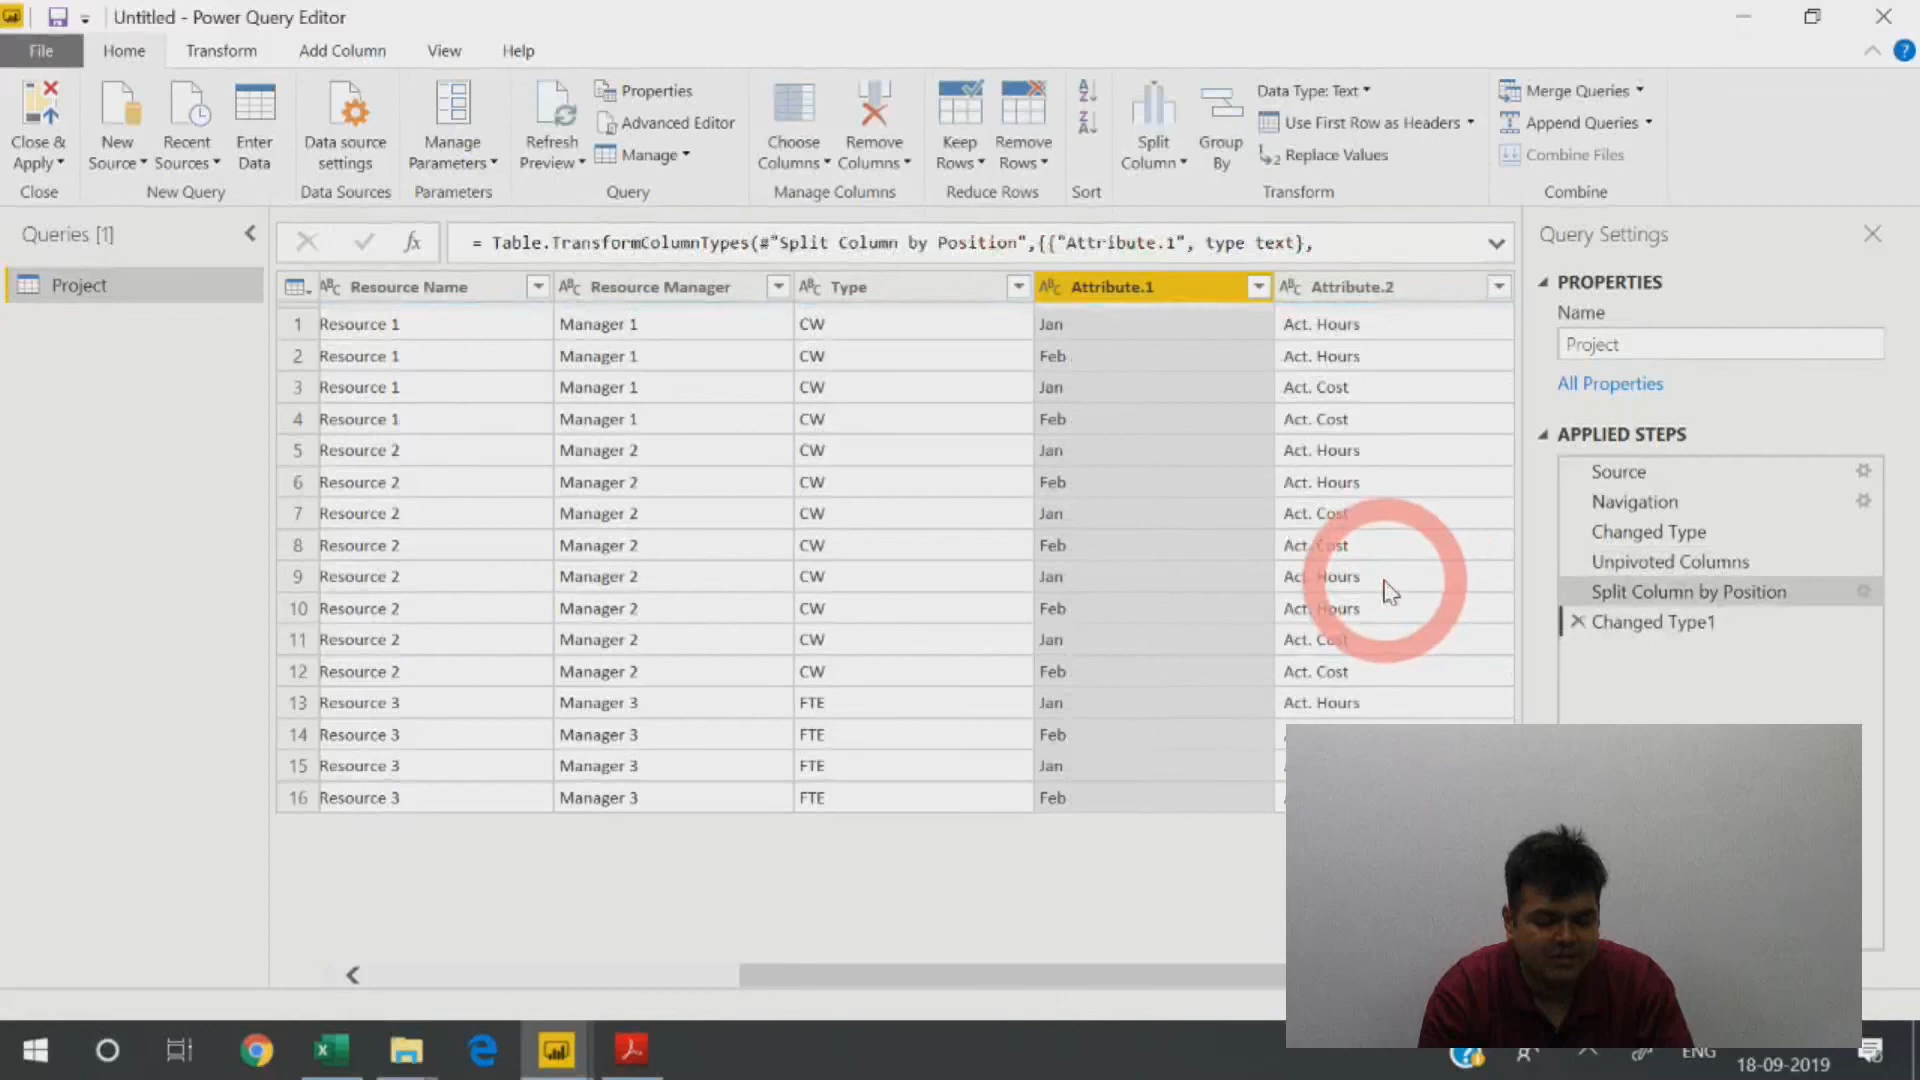 Untitled - Power Query Editor
File Home Transform Add Column View Help
Close & Apply
New Source
Recent Sources
Enter Data
Data source settings
Manage Parameters
Refresh Preview
Properties
Advanced Editor
Manage
Choose Columns
Remove Columns
Keep Rows
Remove Rows
Split Column
Group By
Data Type: Text
Use First Row as Headers
Replace Values
Merge Queries
Append Queries
Combine Files
Close New Query Data Sources Parameters Query Manage Columns Reduce Rows Sort Transform Combine
Queries [1]
Project
fx = Table.TransformColumnTypes(#"Split Column by Position",{{"Attribute.1", type text},
Resource Name Resource Manager Type Attribute.1 Attribute.2
1 Resource 1 Manager 1 CW Jan Act. Hours
2 Resource 1 Manager 1 CW Feb Act. Hours
3 Resource 1 Manager 1 CW Jan Act. Cost
4 Resource 1 Manager 1 CW Feb Act. Cost
5 Resource 2 Manager 2 CW Jan Act. Hours
6 Resource 2 Manager 2 CW Feb Act. Hours
7 Resource 2 Manager 2 CW Jan Act. Cost
8 Resource 2 Manager 2 CW Feb Act. Cost
9 Resource 2 Manager 2 CW Jan Act. Hours
10 Resource 2 Manager 2 CW Feb Act. Hours
11 Resource 2 Manager 2 CW Jan Act. Cost
12 Resource 2 Manager 2 CW Feb Act. Cost
13 Resource 3 Manager 3 FTE Jan Act. Hours
14 Resource 3 Manager 3 FTE Feb
15 Resource 3 Manager 3 FTE Jan
16 Resource 3 Manager 3 FTE Feb
Query Settings
PROPERTIES
Name
Project
All Properties
APPLIED STEPS
Source
Navigation
Changed Type
Unpivoted Columns
Split Column by Position
Changed Type1
ENG
18-09-2019